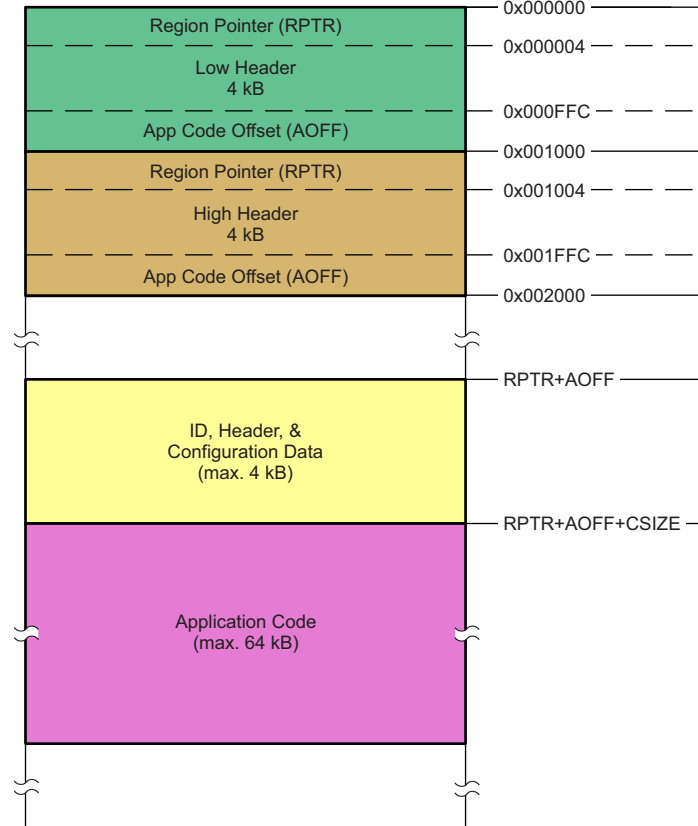 0x000000
Region Pointer (RPTR)
0x000004
Low Header
4 kB
0x000FFC
App Code Offset (AOFF)
0x001000
Region Pointer (RPTR)
0x001004
High Header
4 kB
0x001FFC
App Code Offset (AOFF)
0x002000
RPTR+AOFF
ID, Header, &
Configuration Data
(max. 4 kB)
RPTR+AOFF+CSIZE
Application Code
(max. 64 kB)